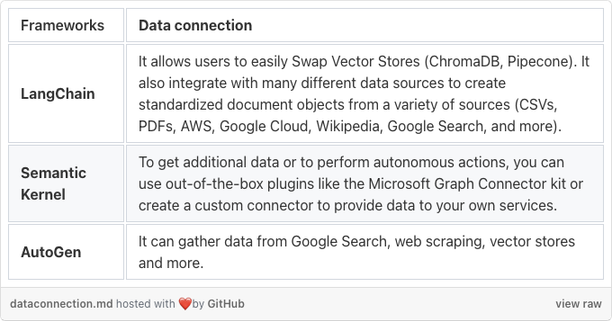 Frameworks Data connection
LangChain
It allows users to easily Swap Vector Stores (ChromaDB, Pipecone). It
also integrate with many different data sources to create
standardized document objects from a variety of sources (CSVs,
PDFs, AWS, Google Cloud, Wikipedia, Google Search, and more).
Semantic
Kernel
To get additional data or to perform autonomous actions, you can
use out-of-the-box plugins like the Microsoft Graph Connector kit or
create a custom connector to provide data to your own services.
AutoGen
It can gather data from Google Search, web scraping, vector stores
and more.
dataconnection.md hosted with ❤️by GitHub view raw